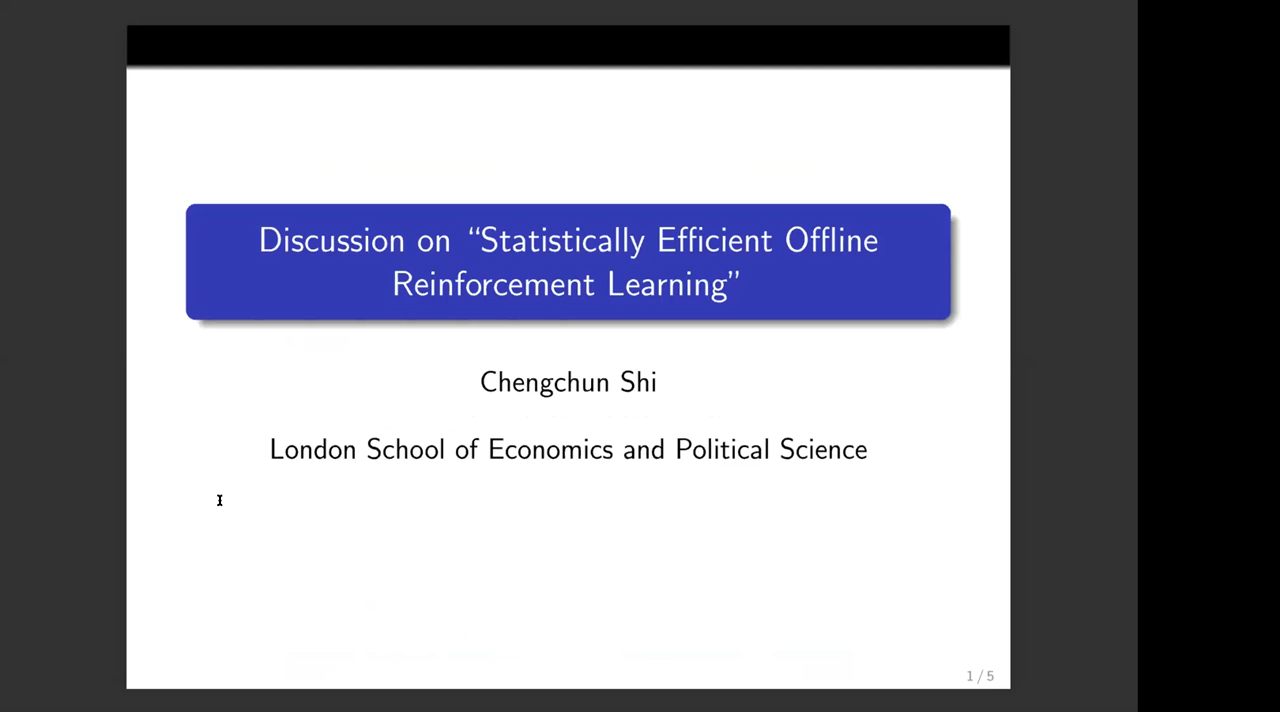 Discussion on “Statistically Efficient Offline
Reinforcement Learning”
Chengchun Shi
London School of Economics and Political Science
1 / 5